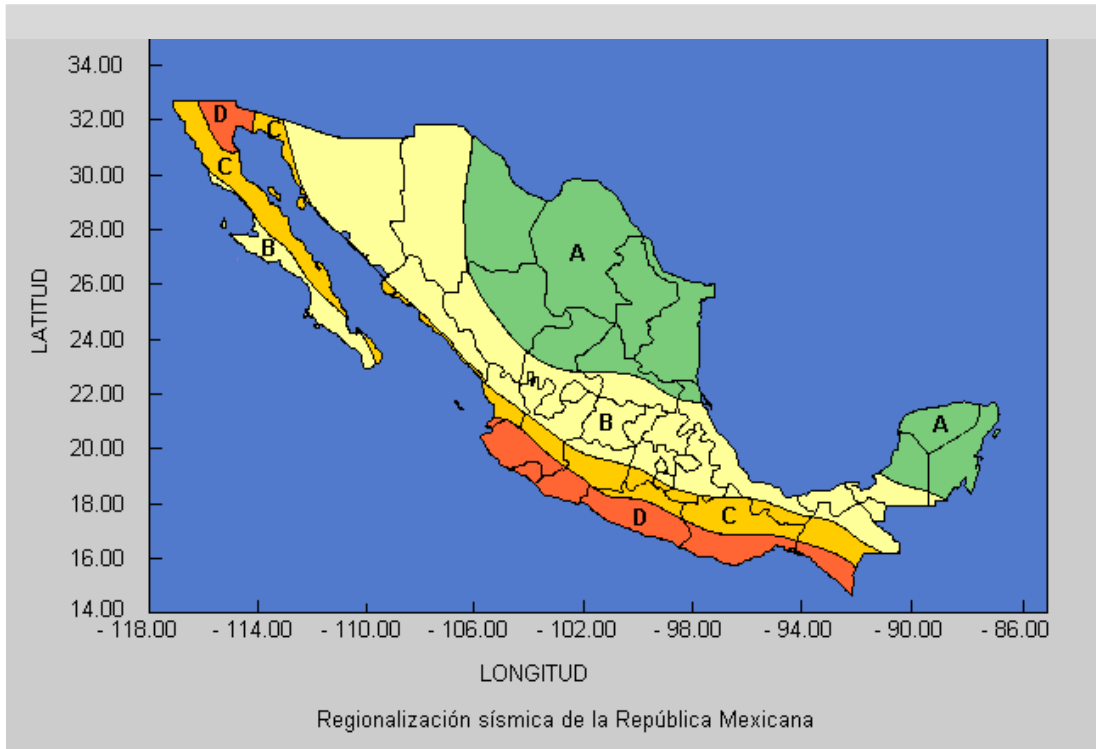 34.00
32.00
30.00
28.00
26.00
24.00
22.00
20.00
18.00
16.00
14.00
LATITUD
D
C
C
B
A
A
B
C
D
- 118.00 - 114.00 - 110.00 - 106.00 - 102.00 - 98.00 - 94.00 - 90.00 - 86.00
LONGITUD
Regionalización sísmica de la República Mexicana